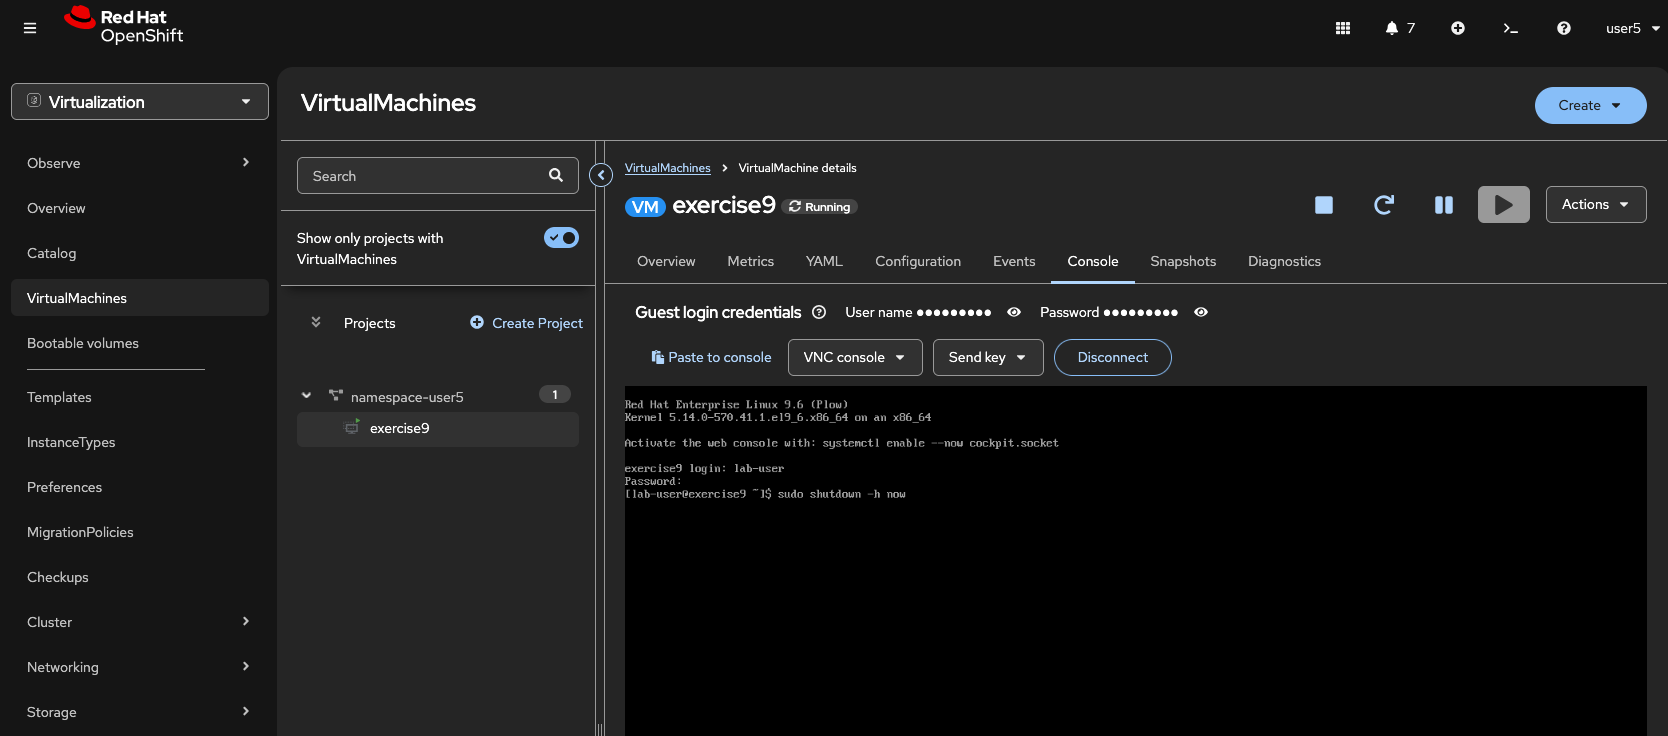 Red Hat
OpenShift
7
user5
Virtualization
Observe
Overview
Catalog
VirtualMachines
Bootable volumes
Templates
InstanceTypes
Preferences
MigrationPolicies
Checkups
Cluster
Networking
Storage
VirtualMachines
Create
Search
Show only projects with
VirtualMachines
Projects
Create Project
namespace-user5
1
exercise9
VirtualMachines > VirtualMachine details
VM exercise9 Running
Actions
Overview Metrics YAML Configuration Events Console Snapshots Diagnostics
Guest login credentials User name ●●●●●●●●● Password ●●●●●●●●●
Paste to console VNC console Send key Disconnect
Red Hat Enterprise Linux 9.6 (Plow)
Kernel 5.14.0-570.41.1.el9_6.x86_64 on an x86_64
Activate the web console with: systemctl enable --now cockpit.socket
exercise9 login: lab-user
Password:
[lab-user@exercise9 ~]$ sudo shutdown -h now